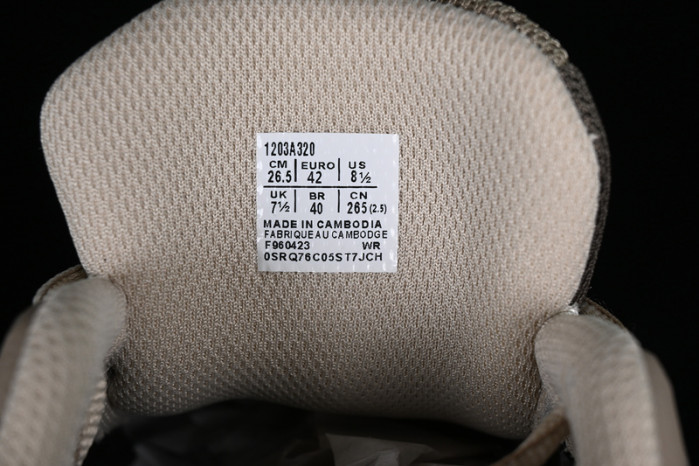 1203A320
CM EURO US
26.5 42 8½
UK BR CN
7½ 40 265 (2.5)
MADE IN CAMBODIA
FABRIQUE AU CAMBODGE
F960423 WR
0SRQ76C05ST7JCH